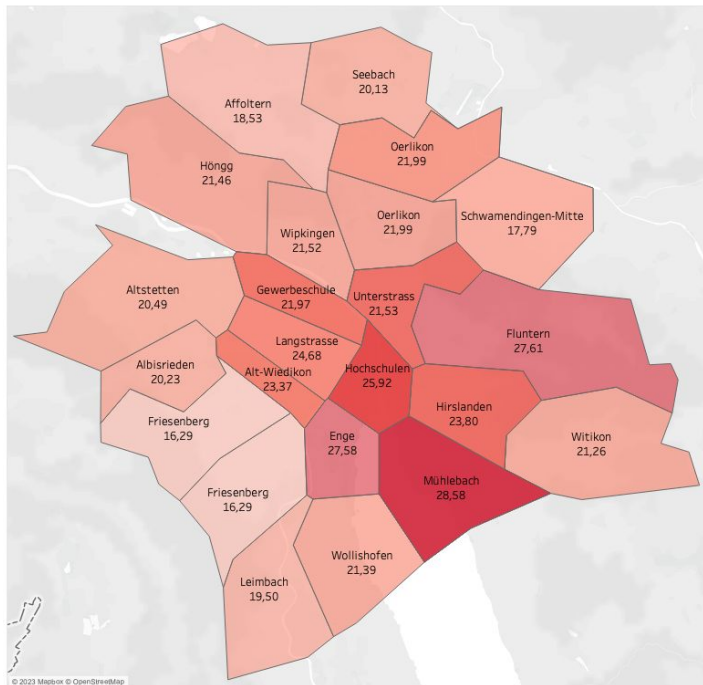 Seebach
20,13
Affoltern
18,53
Oerlikon
21,99
Höngg
21,46
Oerlikon
21,99
Schwamendingen-Mitte
17,79
Wipkingen
21,52
Altstetten
20,49
Gewerbeschule
21,97
Unterstrass
21,53
Fluntern
27,61
Langstrasse
24,68
Albisrieden
20,23
Alt-Wiedikon
23,37
Hochschulen
25,92
Hirslanden
23,80
Friesenberg
16,29
Enge
27,58
Witikon
21,26
Friesenberg
16,29
Mühlebach
28,58
Wollishofen
21,39
Leimbach
19,50
© 2023 Mapbox © OpenStreetMap